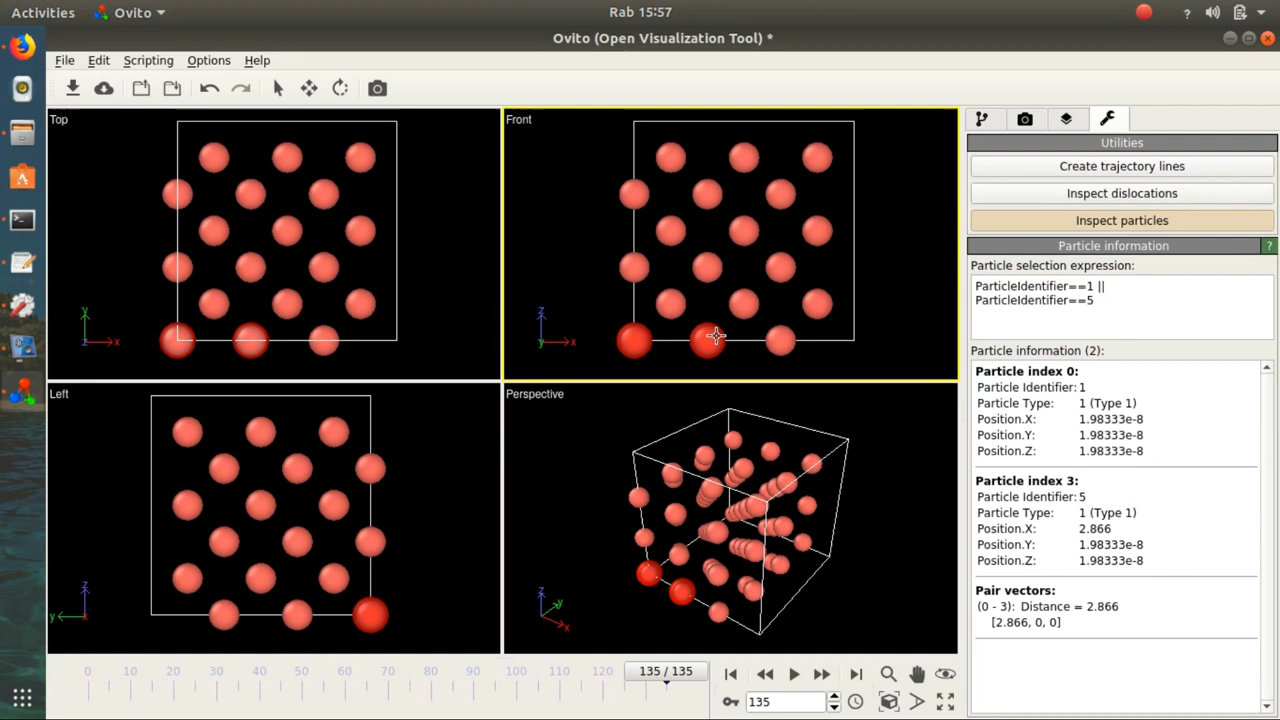 Activities
Ovito
Rab 15:57
Ovito (Open Visualization Tool) *
File Edit Scripting Options Help
Top
Front
Left
Perspective
y
x
z
z
x
y
z
y
x
z
y
x
Utilities
Create trajectory lines
Inspect dislocations
Inspect particles
Particle information ?
Particle selection expression:
ParticleIdentifier==1 ||
ParticleIdentifier==5
Particle information (2):
Particle index 0:
Particle Identifier: 1
Particle Type: 1 (Type 1)
Position.X: 1.98333e-8
Position.Y: 1.98333e-8
Position.Z: 1.98333e-8
Particle index 3:
Particle Identifier: 5
Particle Type: 1 (Type 1)
Position.X: 2.866
Position.Y: 1.98333e-8
Position.Z: 1.98333e-8
Pair vectors:
(0 - 3): Distance = 2.866
[2.866, 0, 0]
0 10 20 30 40 50 60 70 80 90 100 110 120 135 / 135
135